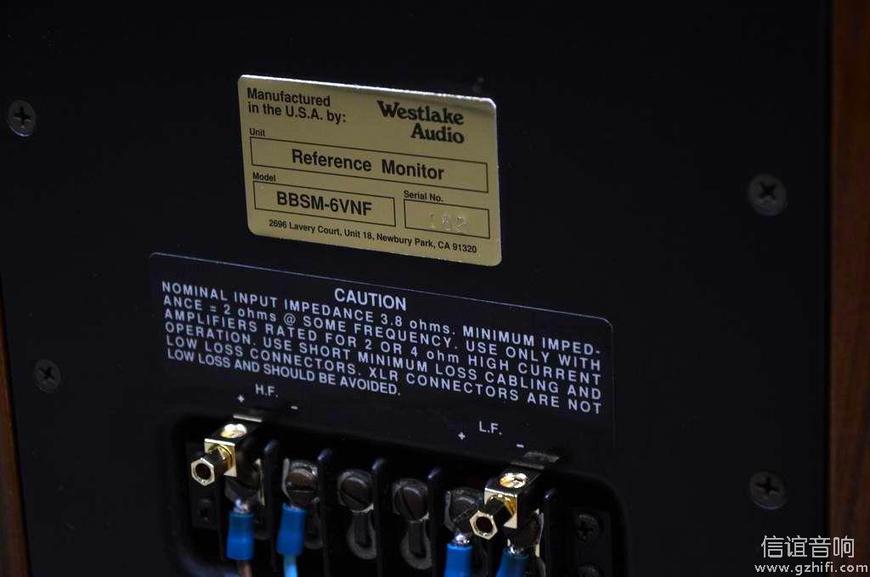 Manufactured
in the U.S.A. by:
Westlake
Audio
Unit
Reference Monitor
Model
BBSM-6VNF
Serial No.
2696 Lavery Court, Unit 18, Newbury Park, CA 91320
CAUTION
NOMINAL INPUT IMPEDANCE 3.8 ohms. MINIMUM IMPED-
ANCE = 2 ohms @ SOME FREQUENCY. USE ONLY WITH
AMPLIFIERS RATED FOR 2 OR 4 ohm HIGH CURRENT
OPERATION. USE SHORT MINIMUM LOSS CABLING AND
LOW LOSS CONNECTORS. XLR CONNECTORS ARE NOT
LOW LOSS AND SHOULD BE AVOIDED.
H.F.
+ -
L.F.
+ -
信谊音响
www.gzhifi.com